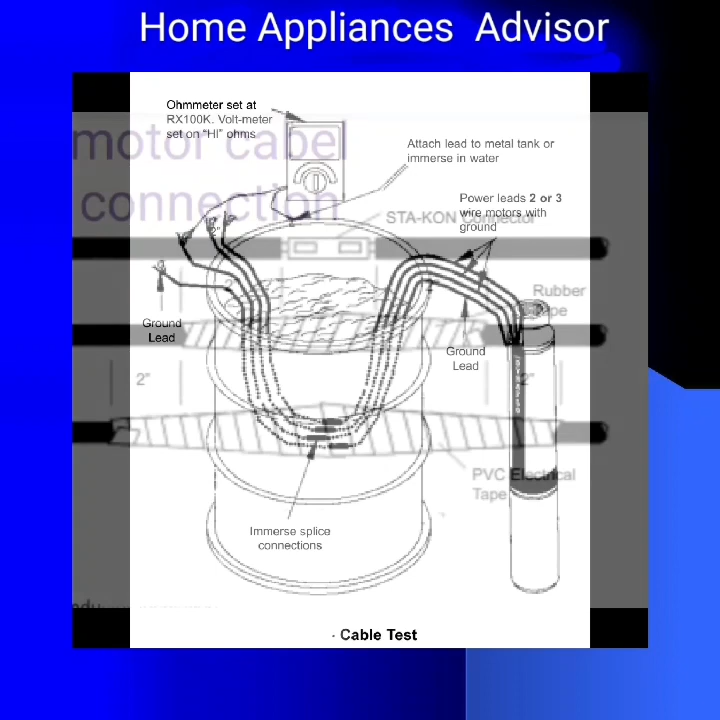 Home Appliances Advisor
Ohmmeter set at
RX100K. Volt-meter
set on "HI" ohms
motor cabel
connection
Attach lead to metal tank or
immerse in water
Power leads 2 or 3
wire motors with
ground
STA-KON Connector
Rubber
Tape
Ground
Lead
Ground
Lead
2"
2"
PVC Electrical
Tape
Immerse splice
connections
- Cable Test